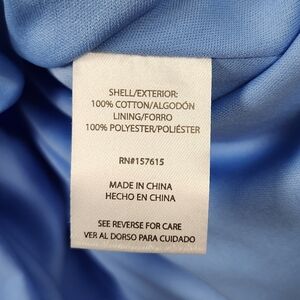 SHELL/EXTERIOR:
100% COTTON/ALGODÓN
LINING/FORRO
100% POLYESTER/POLIÉSTER
RN#157615
MADE IN CHINA
HECHO EN CHINA
SEE REVERSE FOR CARE
VER AL DORSO PARA CUIDADO